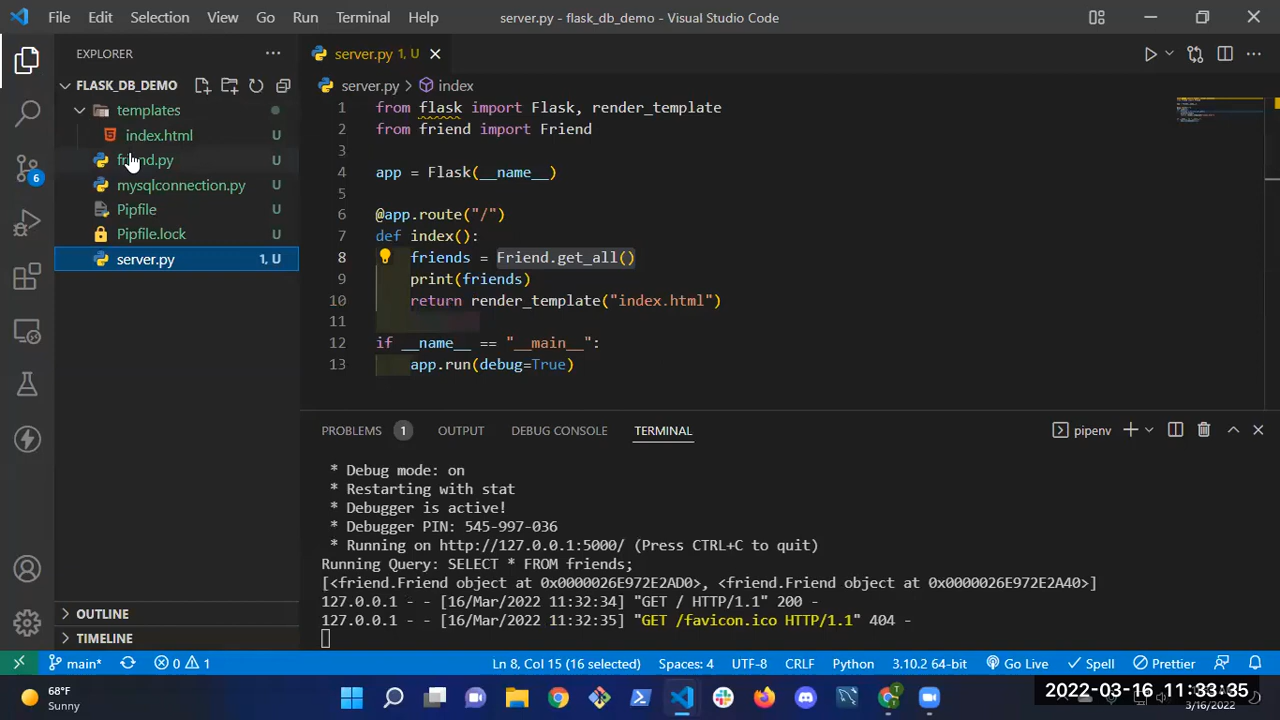 File Edit Selection View Go Run Terminal Help
server.py - flask_db_demo - Visual Studio Code
EXPLORER
FLASK_DB_DEMO
templates
index.html U
friend.py U
mysqlconnection.py U
Pipfile U
Pipfile.lock U
server.py 1, U
OUTLINE
TIMELINE
6
server.py 1, U
server.py > index
1 from flask import Flask, render_template
2 from friend import Friend
3
4 app = Flask(__name__)
5
6 @app.route("/")
7 def index():
8 friends = Friend.get_all()
9 print(friends)
10 return render_template("index.html")
11
12 if __name__ == "__main__":
13 app.run(debug=True)
PROBLEMS 1 OUTPUT DEBUG CONSOLE TERMINAL
pipenv
* Debug mode: on
* Restarting with stat
* Debugger is active!
* Debugger PIN: 545-997-036
* Running on http://127.0.0.1:5000/ (Press CTRL+C to quit)
Running Query: SELECT * FROM friends;
[<friend.Friend object at 0x0000026E972E2AD0>, <friend.Friend object at 0x0000026E972E2A40>]
127.0.0.1 - - [16/Mar/2022 11:32:34] "GET / HTTP/1.1" 200 -
127.0.0.1 - - [16/Mar/2022 11:32:35] "GET /favicon.ico HTTP/1.1" 404 -
main* 0 1 Ln 8, Col 15 (16 selected) Spaces: 4 UTF-8 CRLF Python 3.10.2 64-bit Go Live Spell Prettier
68°F
Sunny
2022-03-16 11:33:35
3/16/2022